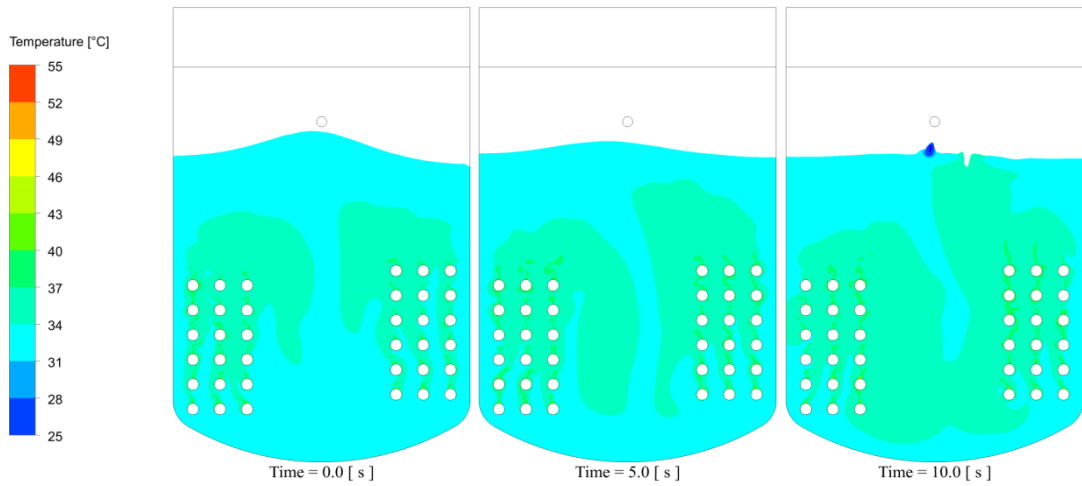 Temperature [°C]
55
52
49
46
43
40
37
34
31
28
25
Time = 0.0 [ s ]
Time = 5.0 [ s ]
Time = 10.0 [ s ]